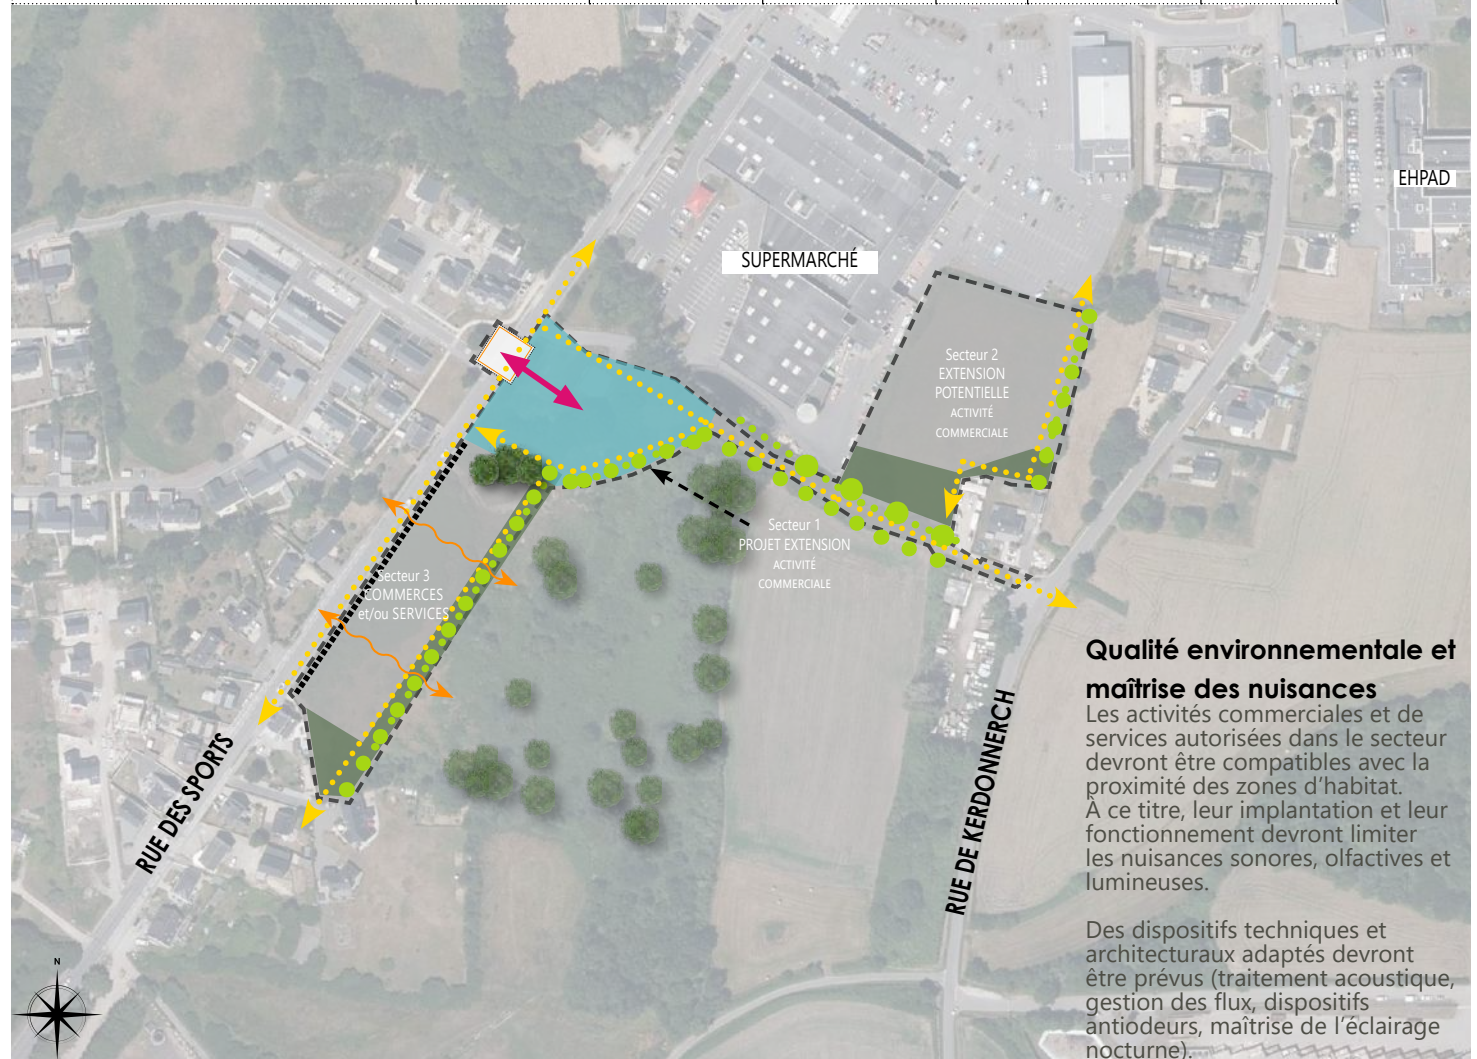 EHPAD
SUPERMARCHÉ
Secteur 2
EXTENSION
POTENTIELLE
ACTIVITÉ
COMMERCIALE
Secteur 1
PROJET EXTENSION
ACTIVITÉ
COMMERCIALE
Secteur 3
COMMERCES
et/ou SERVICES
RUE DES SPORTS
RUE DE KERDONNERCH
N
Qualité environnementale et
maîtrise des nuisances
Les activités commerciales et de
services autorisées dans le secteur
devront être compatibles avec la
proximité des zones d’habitat.
À ce titre, leur implantation et leur
fonctionnement devront limiter
les nuisances sonores, olfactives et
lumineuses.
Des dispositifs techniques et
architecturaux adaptés devront
être prévus (traitement acoustique,
gestion des flux, dispositifs
antiodeurs, maîtrise de l’éclairage
nocturne).